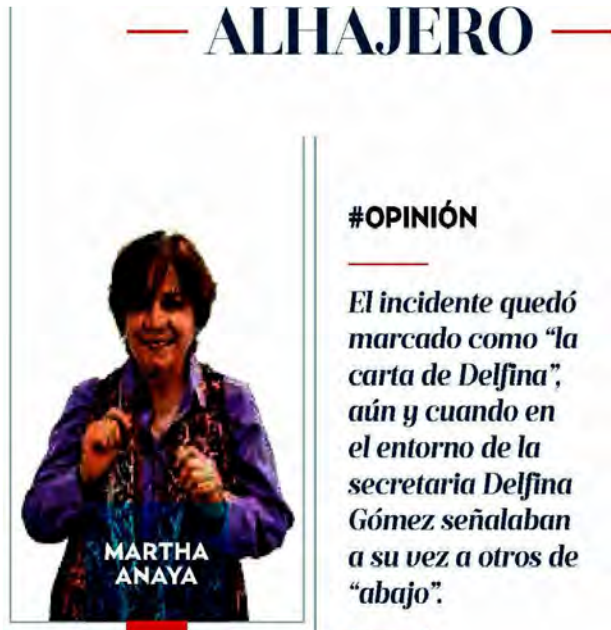 ALHAJERO
MARTHA
ANAYA
#OPINIÓN
El incidente quedó
marcado como “la
carta de Delfina”,
aún y cuando en
el entorno de la
secretaria Delfina
Gómez señalaban
a su vez a otros de
“abajo”.